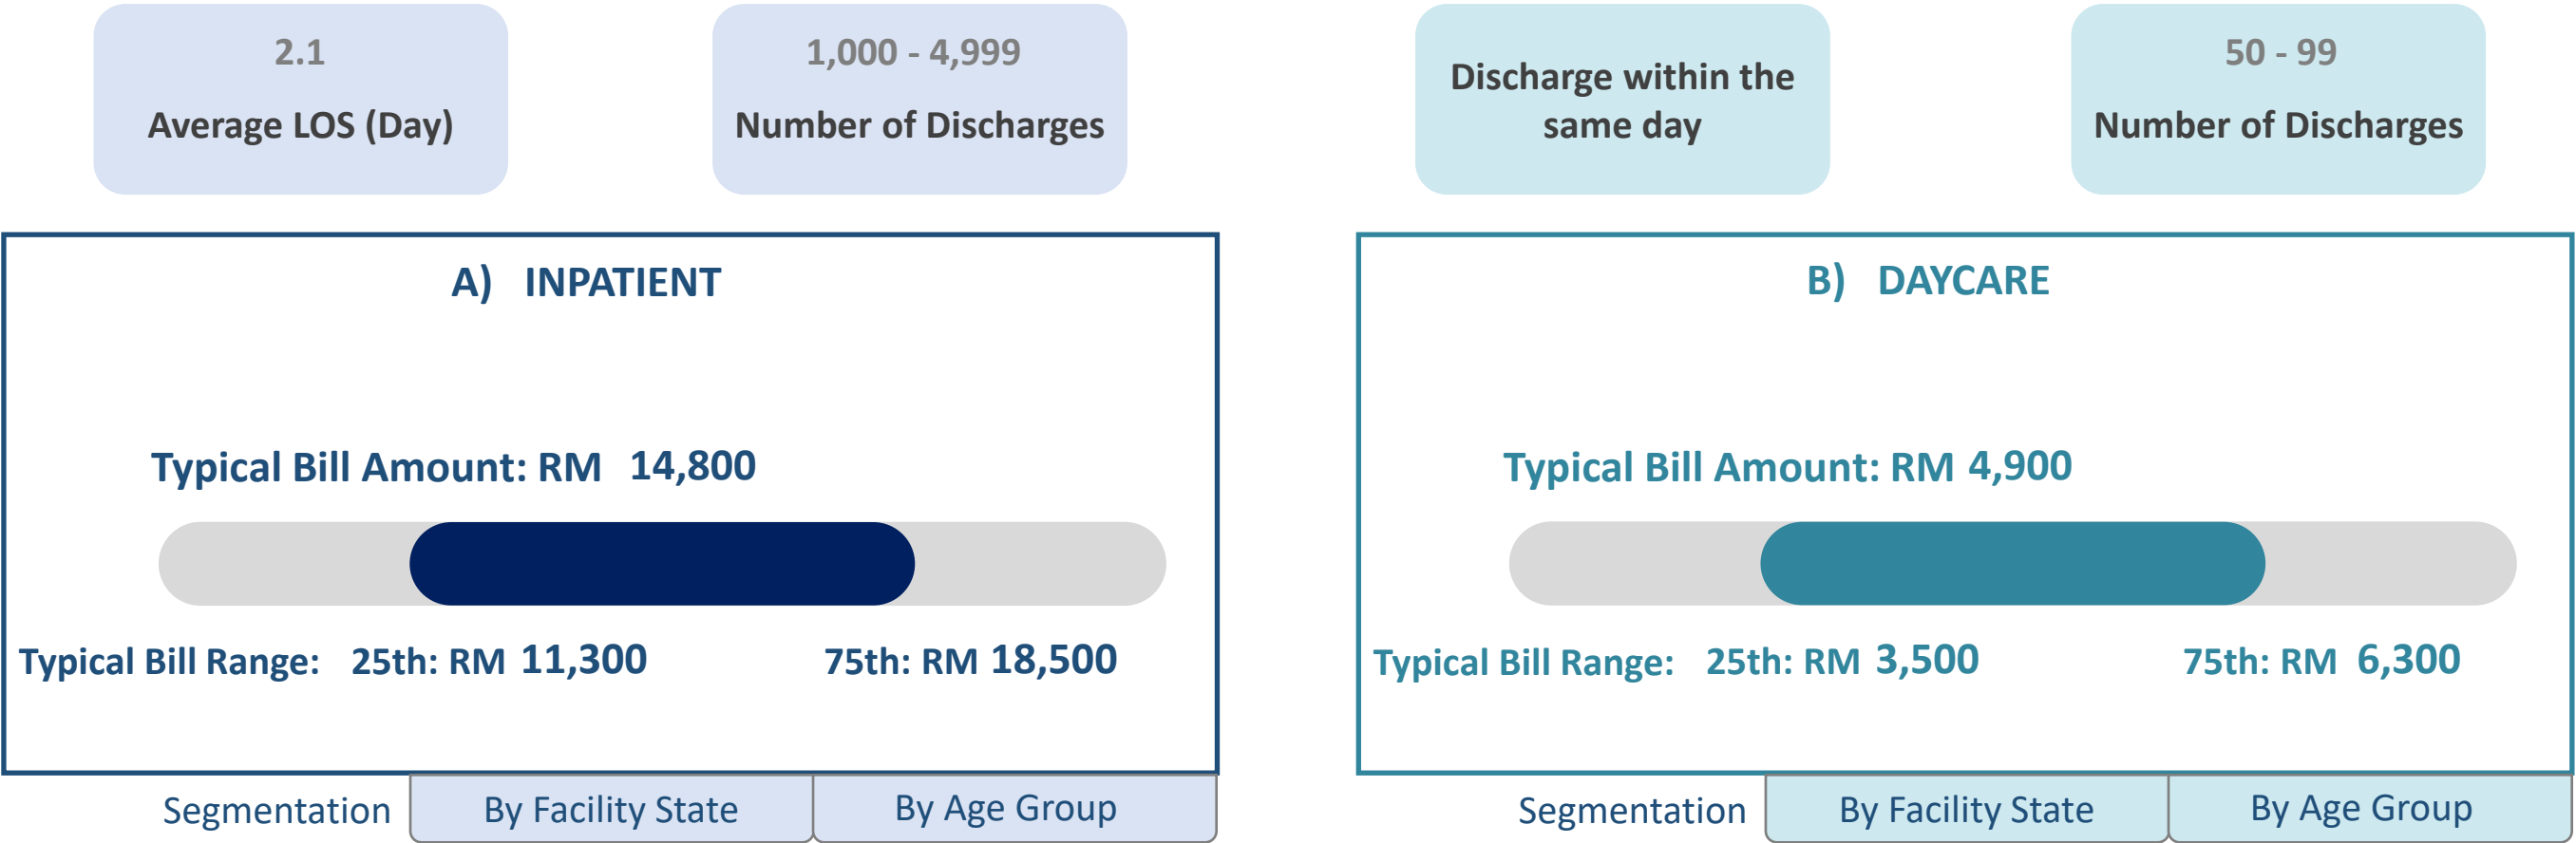 2.1
Average LOS (Day)
1,000 - 4,999
Number of Discharges
Discharge within the
same day
50 - 99
Number of Discharges
A) INPATIENT
Typical Bill Amount: RM 14,800
Typical Bill Range: 25th: RM 11,300 75th: RM 18,500
Segmentation By Facility State By Age Group
B) DAYCARE
Typical Bill Amount: RM 4,900
Typical Bill Range: 25th: RM 3,500 75th: RM 6,300
Segmentation By Facility State By Age Group